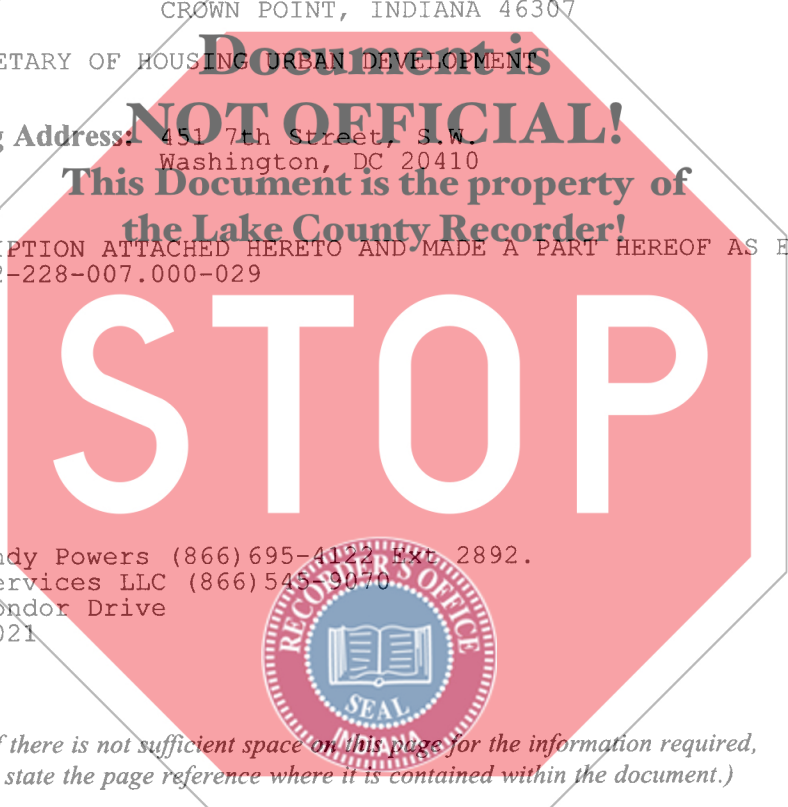 CROWN POINT, INDIANA 46307
Document is
ETARY OF HOUSING URBAN DEVELOPMENT
NOT OFFICIAL!
g Address: 451 7th Street, S.W.
Washington, DC 20410
This Document is the property of
the Lake County Recorder!
IPTION ATTACHED HERETO AND MADE A PART HEREOF AS E
2-228-007.000-029
STOP
ndy Powers (866)695-4122 Ext 2892.
ervices LLC (866)545-9070
ondor Drive
021
RECORDER'S OFFICE
SEAL
INDIANA
f there is not sufficient space on this page for the information required,
state the page reference where it is contained within the document.)